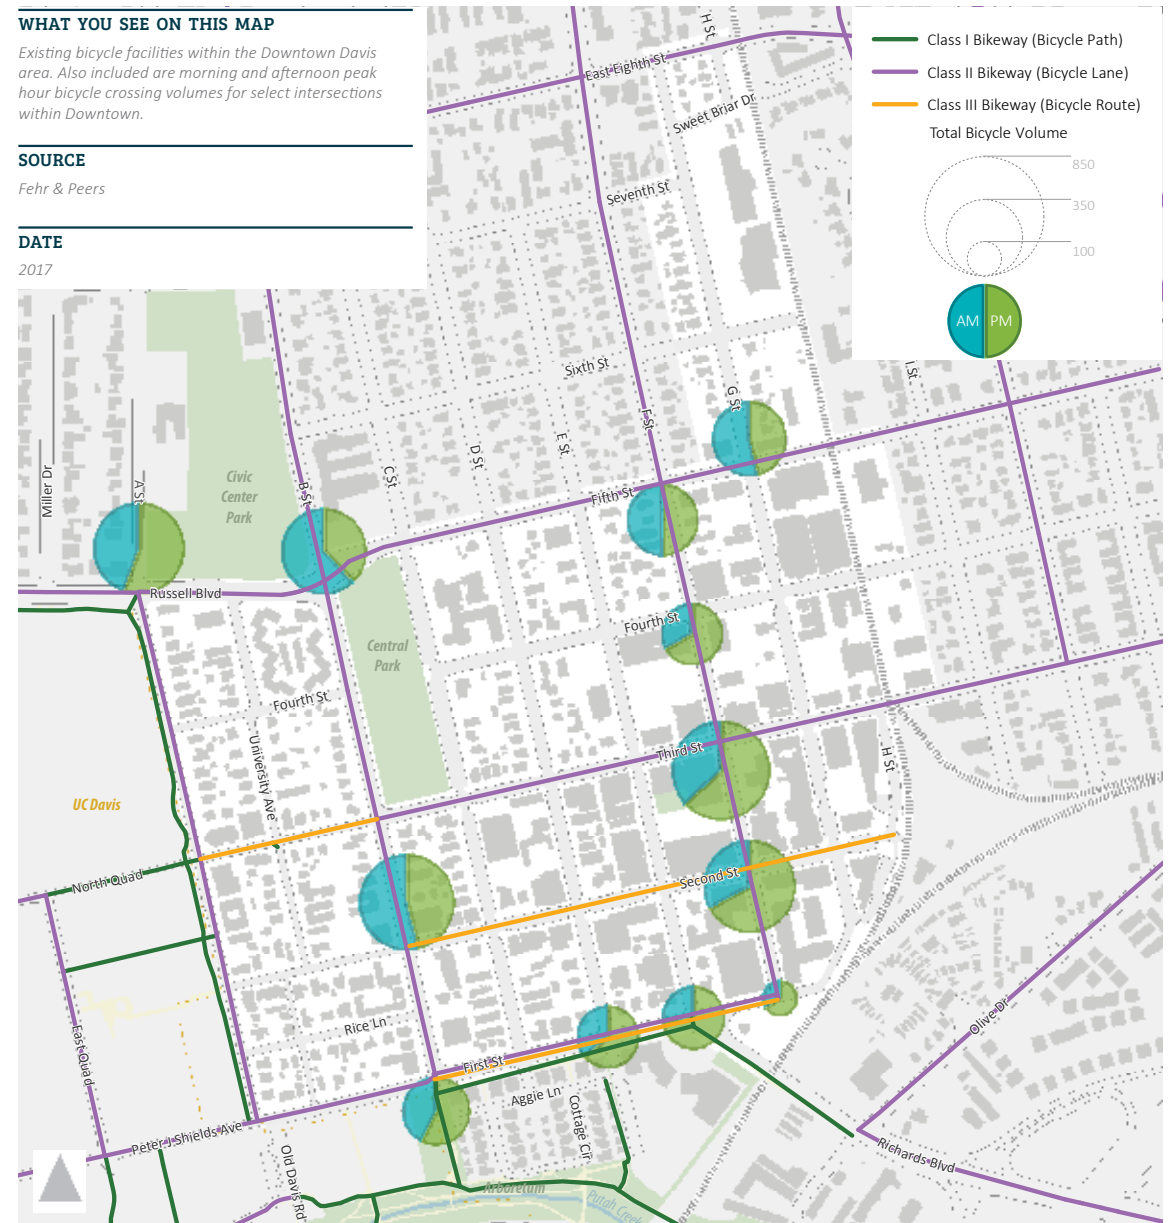 WHAT YOU SEE ON THIS MAP
Existing bicycle facilities within the Downtown Davis
area. Also included are morning and afternoon peak
hour bicycle crossing volumes for select intersections
within Downtown.
SOURCE
Fehr & Peers
DATE
2017
Class I Bikeway (Bicycle Path)
Class II Bikeway (Bicycle Lane)
Class III Bikeway (Bicycle Route)
Total Bicycle Volume
850
350
100
AM
PM
H St
East Eighth St
Sweet Briar Dr
Seventh St
Sixth St
I St
G St
F St
E St
D St
C St
B St
A St
Miller Dr
Civic
Center
Park
Fifth St
Russell Blvd
Central
Park
Fourth St
Fourth St
University Ave
Third St
H St
UC Davis
North Quad
Second St
East Quad
Rice Ln
First St
Aggie Ln
Cottage Cir
Olive Dr
Peter J Shields Ave
Old Davis Rd
Richards Blvd
Arboretum
Putah Creek